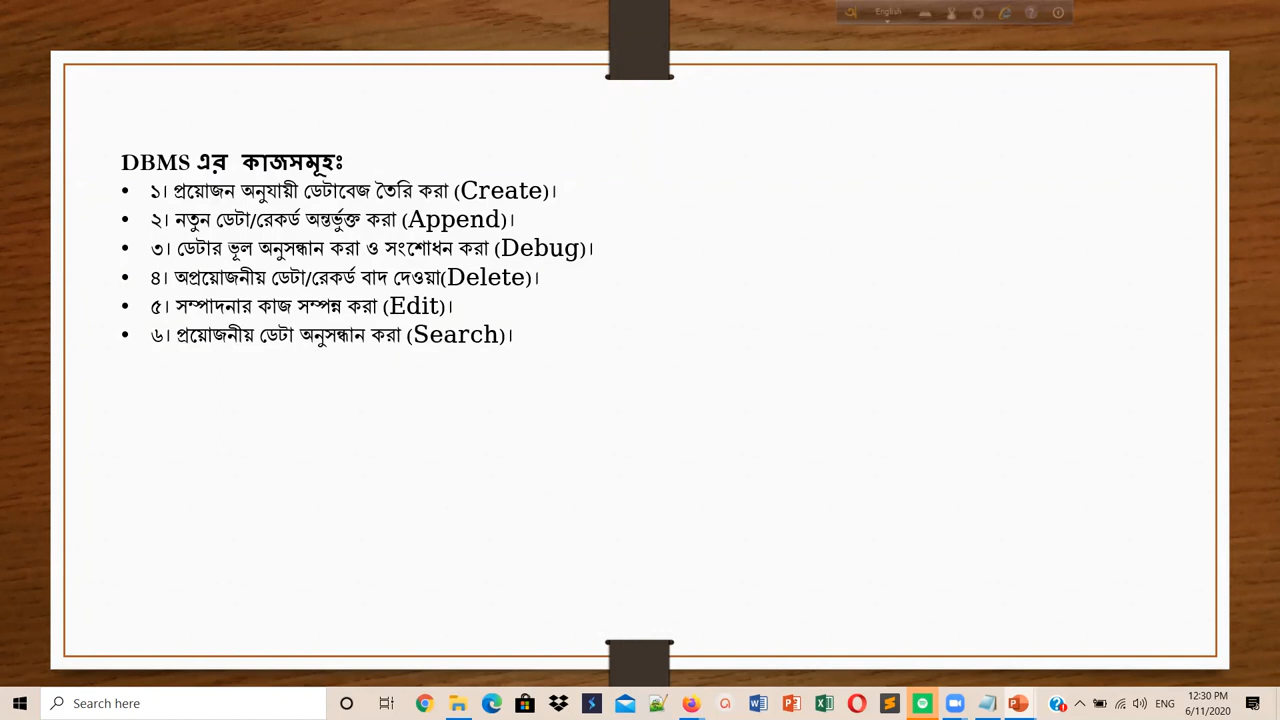 English
DBMS এর কাজসমূহঃ
• ১। প্রয়োজন অনুযায়ী ডেটাবেজ তৈরি করা (Create)।
• ২। নতুন ডেটা/রেকর্ড অন্তর্ভুক্ত করা (Append)।
• ৩। ডেটার ভূল অনুসন্ধান করা ও সংশোধন করা (Debug)।
• ৪। অপ্রয়োজনীয় ডেটা/রেকর্ড বাদ দেওয়া(Delete)।
• ৫। সম্পাদনার কাজ সম্পন্ন করা (Edit)।
• ৬। প্রয়োজনীয় ডেটা অনুসন্ধান করা (Search)।
Search here
ENG
12:30 PM
6/11/2020